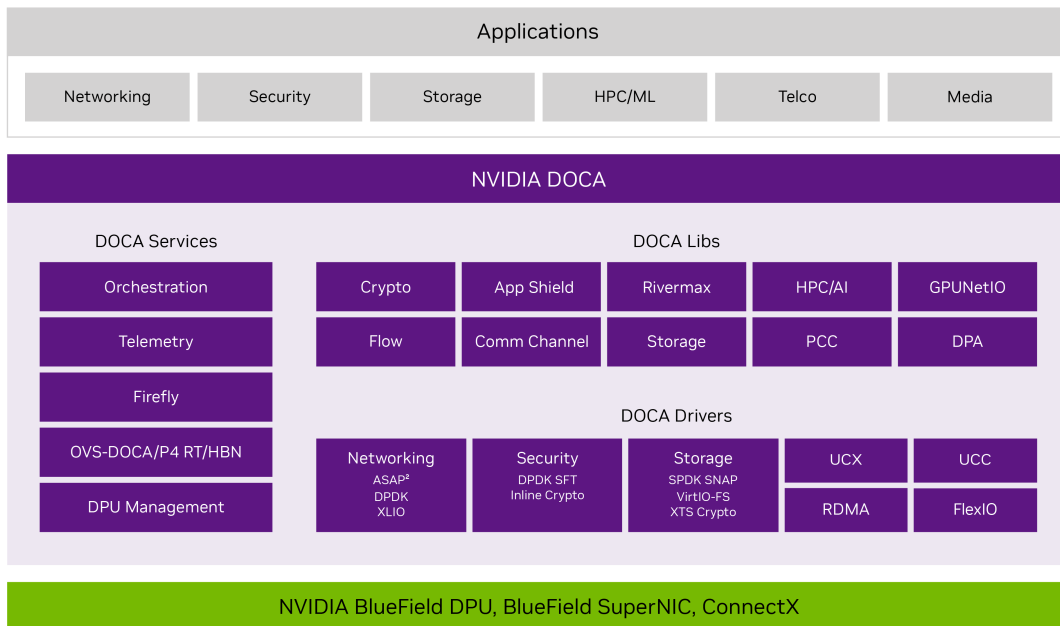 Applications
Networking
Security
Storage
HPC/ML
Telco
Media
NVIDIA DOCA
DOCA Services
Orchestration
Telemetry
Firefly
OVS-DOCA/P4 RT/HBN
DPU Management
DOCA Libs
Crypto
App Shield
Rivermax
HPC/AI
GPUNetIO
Flow
Comm Channel
Storage
PCC
DPA
DOCA Drivers
Networking
ASAP²
DPDK
XLIO
Security
DPDK SFT
Inline Crypto
Storage
SPDK SNAP
VirtIO-FS
XTS Crypto
UCX
UCC
RDMA
FlexIO
NVIDIA BlueField DPU, BlueField SuperNIC, ConnectX